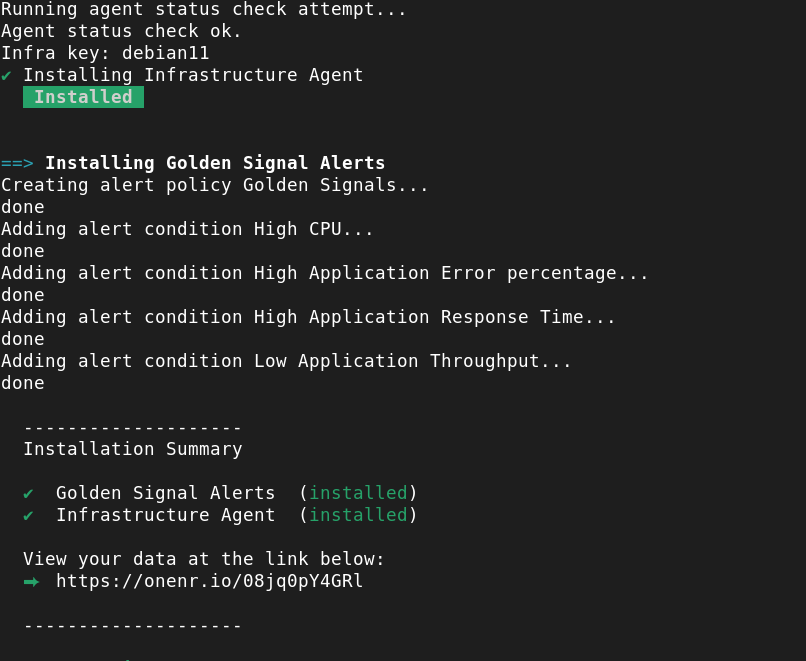 Running agent status check attempt...
Agent status check ok.
Infra key: debian11
✔ Installing Infrastructure Agent
Installed
==> Installing Golden Signal Alerts
Creating alert policy Golden Signals...
done
Adding alert condition High CPU...
done
Adding alert condition High Application Error percentage...
done
Adding alert condition High Application Response Time...
done
Adding alert condition Low Application Throughput...
done
--------------------
Installation Summary
✔ Golden Signal Alerts (installed)
✔ Infrastructure Agent (installed)
View your data at the link below:
➡ https://onenr.io/08jq0pY4GRl
--------------------